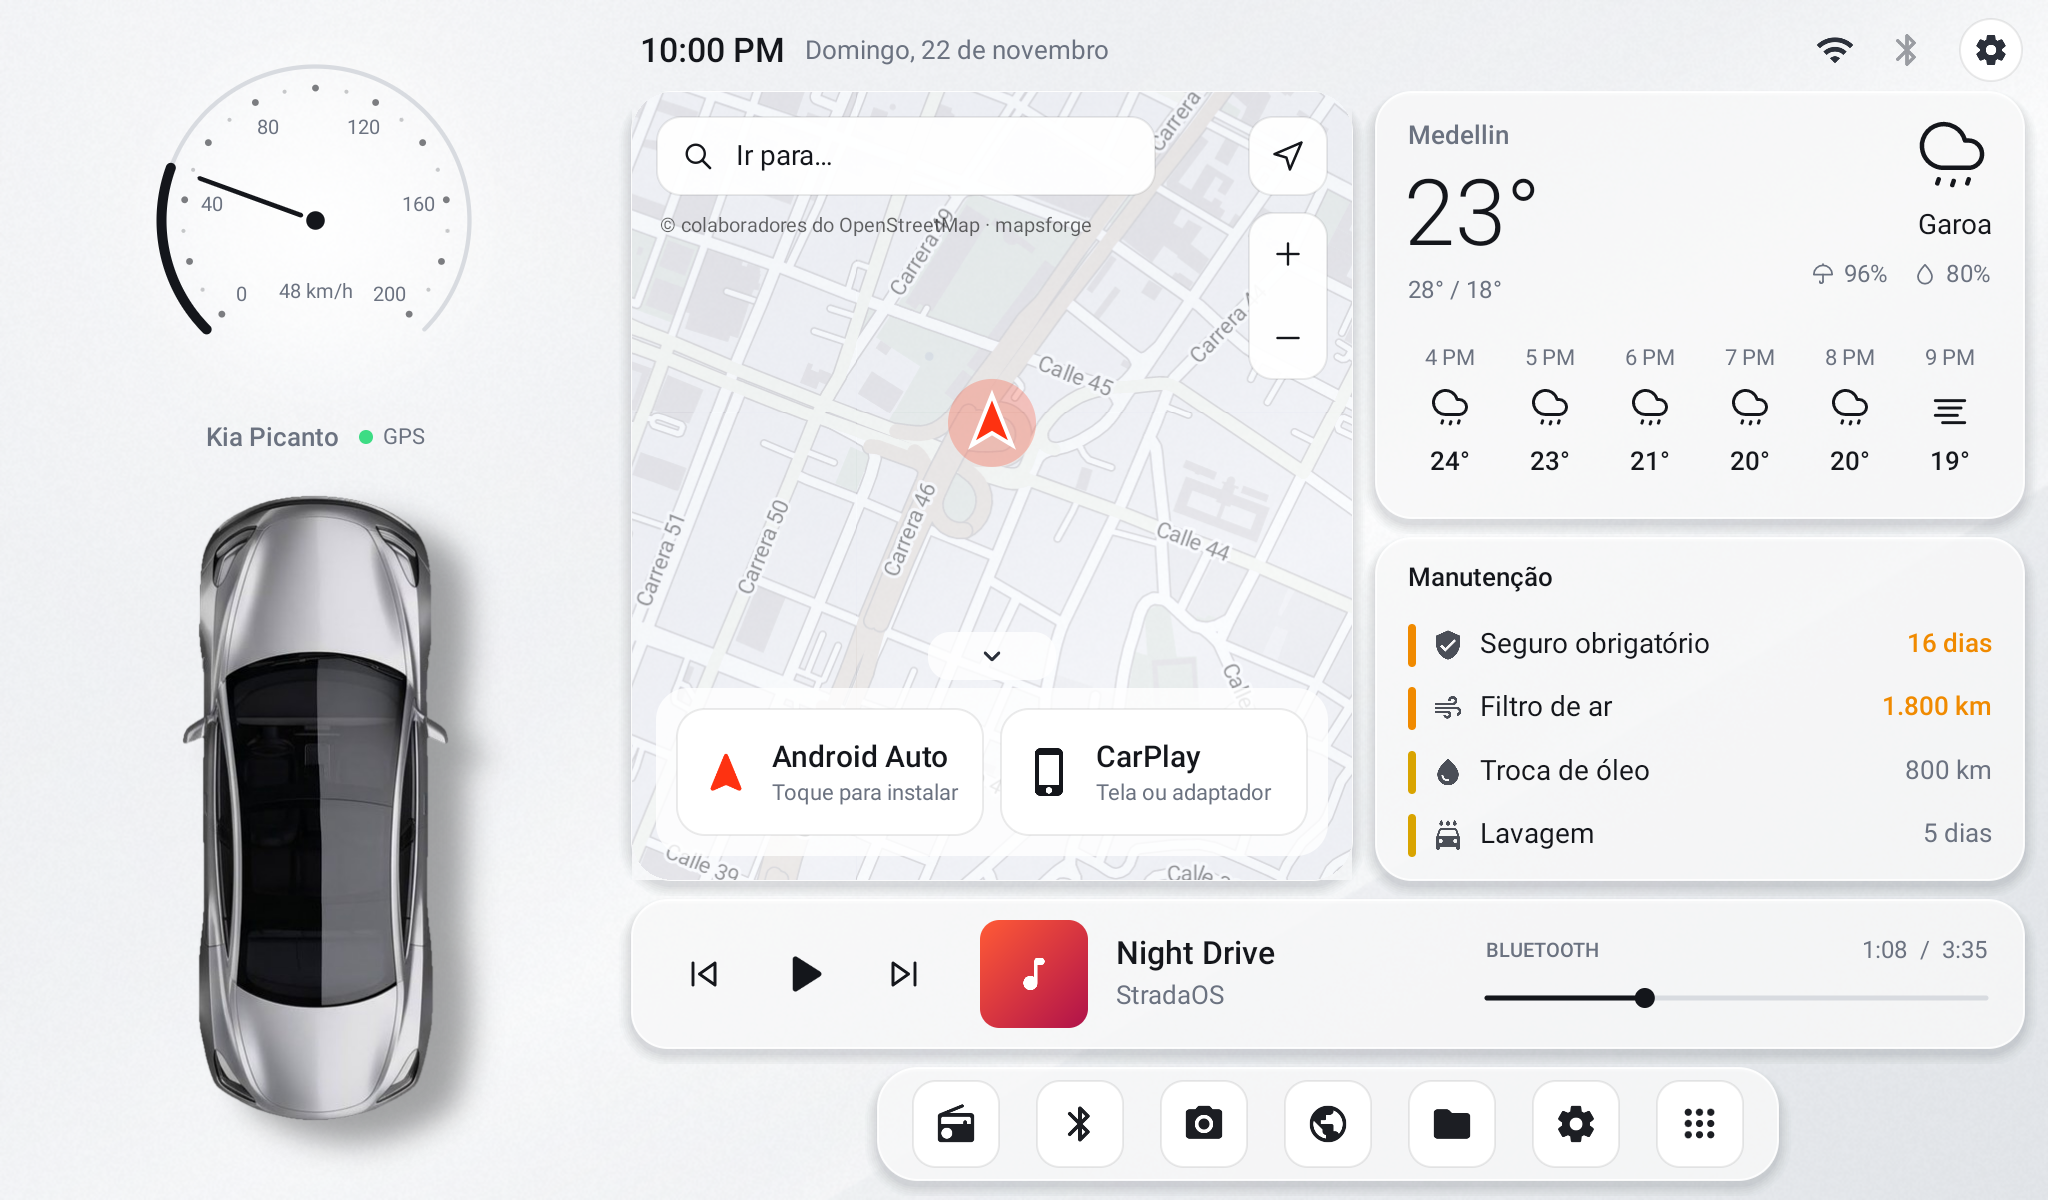 10:00 PM Domingo, 22 de novembro
80 120
40 160
0 48 km/h 200
Kia Picanto GPS
Ir para...
© colaboradores do OpenStreetMap · mapsforge
Carrera
Carrera 49
Carrera 4
Calle 45
Carrera 46
Carrera 50
Carrera 51
Calle 44
Calle
Android Auto
Toque para instalar
CarPlay
Tela ou adaptador
Calle 39
Calle
Medellin
23°
28° / 18°
Garoa
96% 80%
4 PM 5 PM 6 PM 7 PM 8 PM 9 PM
24° 23° 21° 20° 20° 19°
Manutenção
Seguro obrigatório 16 dias
Filtro de ar 1.800 km
Troca de óleo 800 km
Lavagem 5 dias
Night Drive
StradaOS
BLUETOOTH 1:08 / 3:35